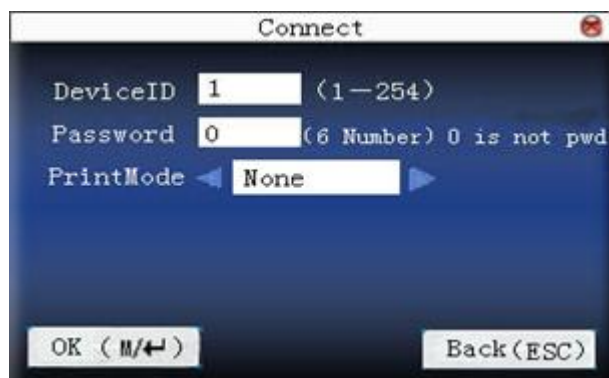 Connect
DeviceID 1 (1—254)
Password 0 (6 Number) 0 is not pwd
PrintMode None
OK (M/↵) Back(ESC)